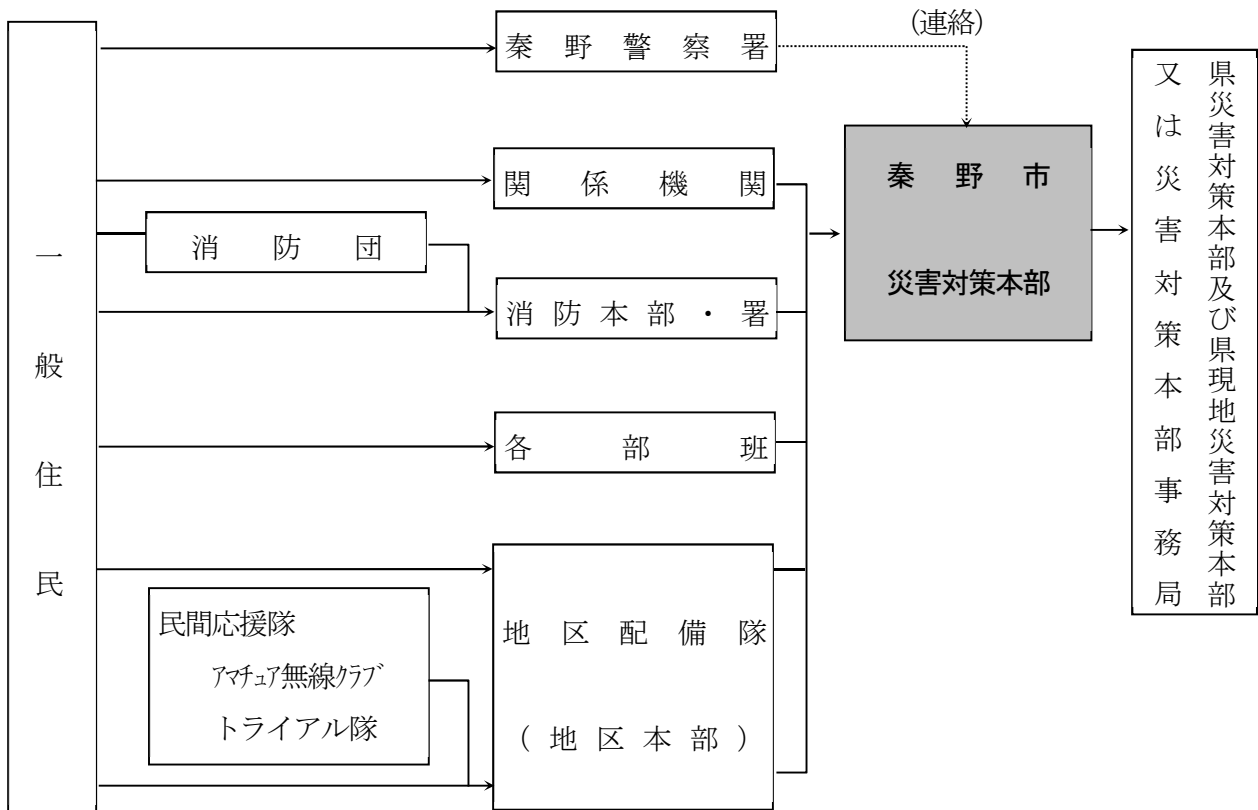 一般住民
秦野警察署
(連絡)
関係機関
消防団
消防本部・署
各部班
民間応援隊
ｱﾏﾁｭｱ無線ｸﾗﾌﾞ
トライアル隊
地区配備隊
(地区本部)
秦野市
災害対策本部
県災害対策本部及び県現地災害対策本部
又は災害対策本部事務局